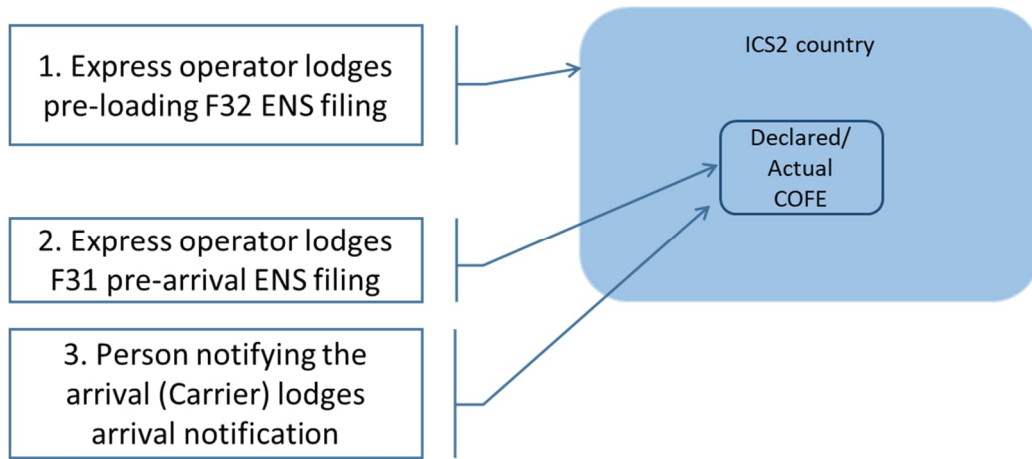 1. Express operator lodges
pre-loading F32 ENS filing
ICS2 country
Declared/
Actual
COFE
2. Express operator lodges
F31 pre-arrival ENS filing
3. Person notifying the
arrival (Carrier) lodges
arrival notification